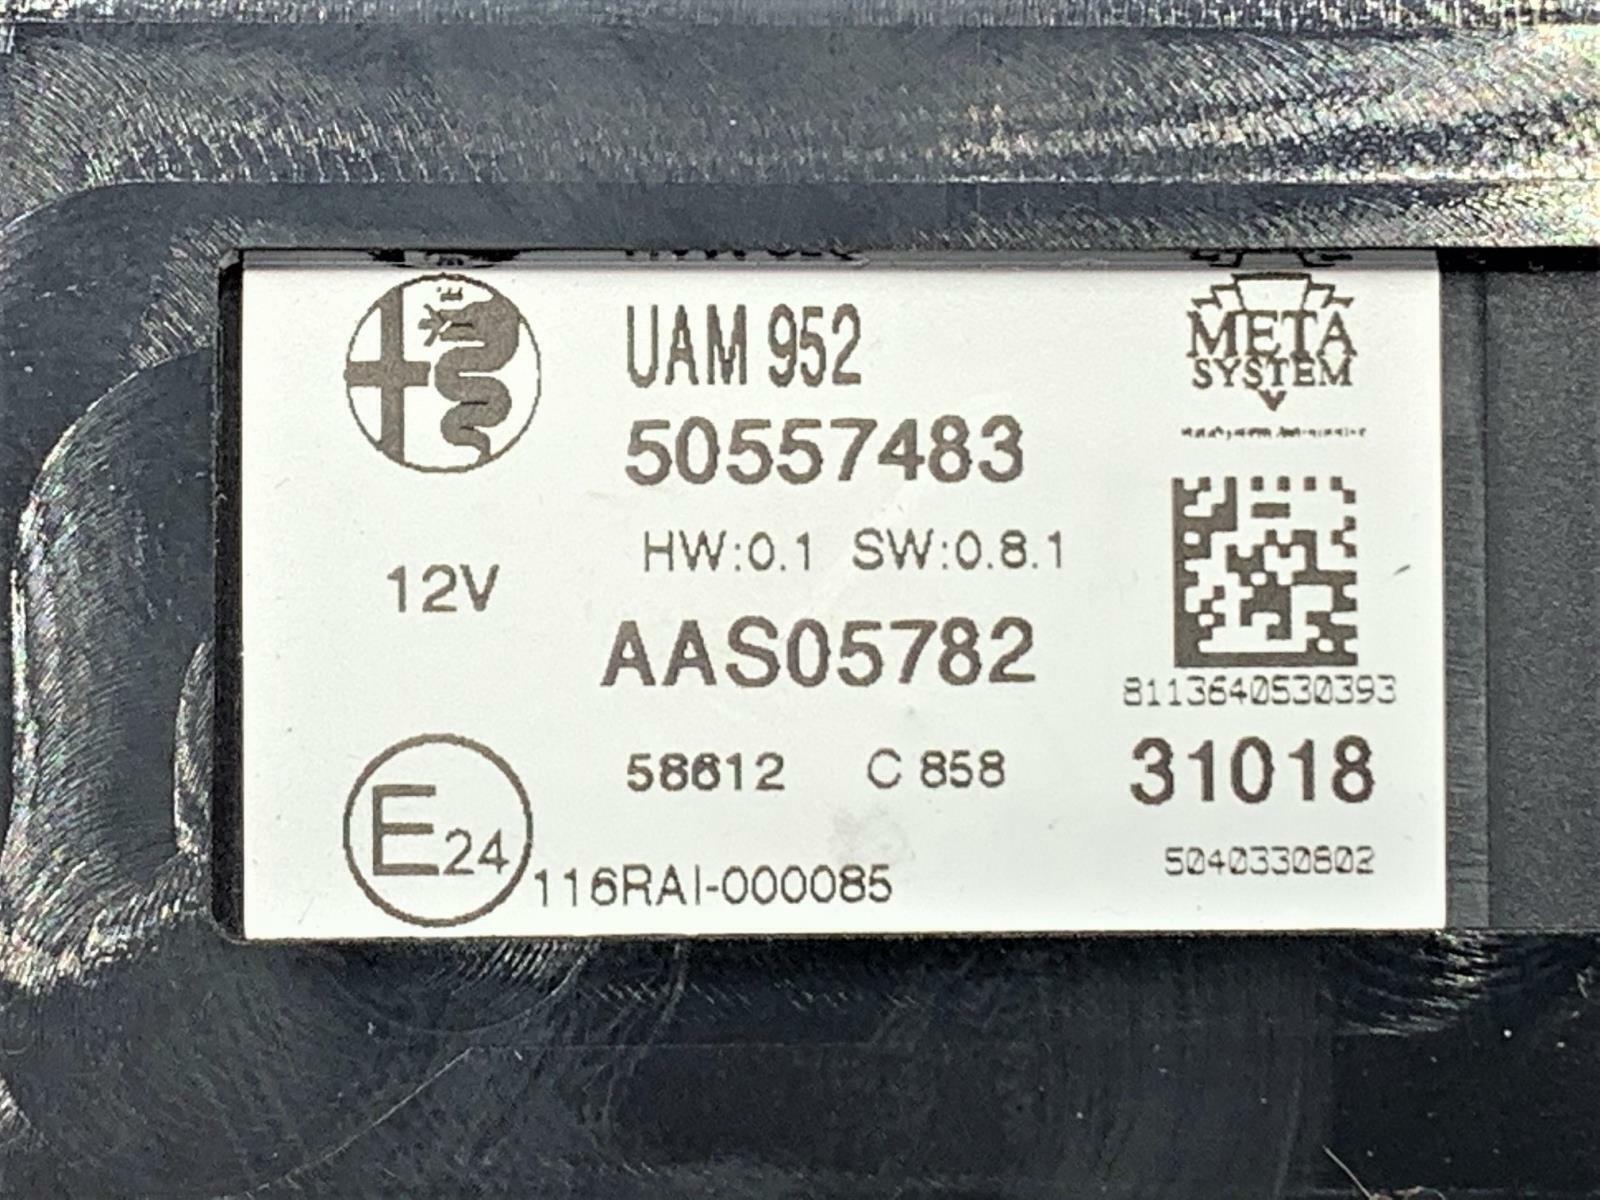 UAM 952
META
SYSTEM
50557483
HW:0.1 SW:0.8.1
12V
AAS05782
8113640530393
58612 C 858
31018
E24
116RAI-000085
5040330802